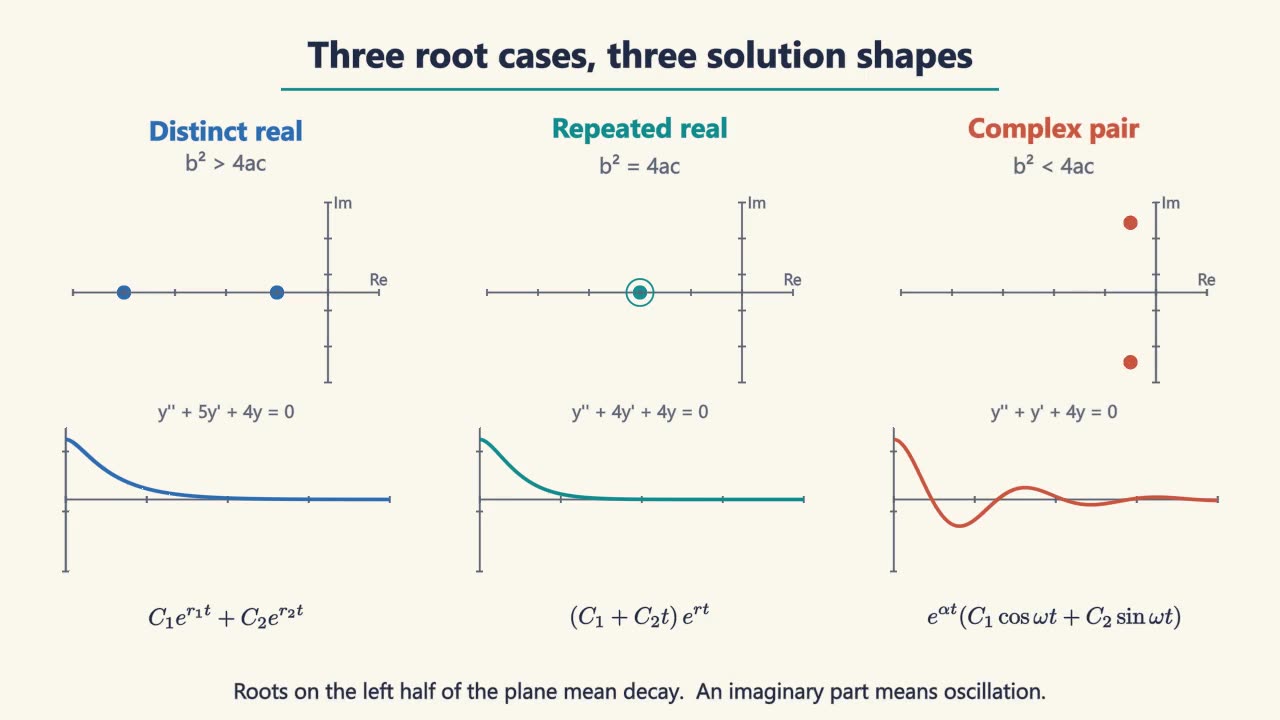 Three root cases, three solution shapes
Distinct real
b² > 4ac
Im
Re
y'' + 5y' + 4y = 0
C₁e^{r₁t} + C₂e^{r₂t}
Repeated real
b² = 4ac
Im
Re
y'' + 4y' + 4y = 0
(C₁ + C₂t) e^{rt}
Complex pair
b² < 4ac
Im
Re
y'' + y' + 4y = 0
e^{αt}(C₁ cos ωt + C₂ sin ωt)
Roots on the left half of the plane mean decay. An imaginary part means oscillation.